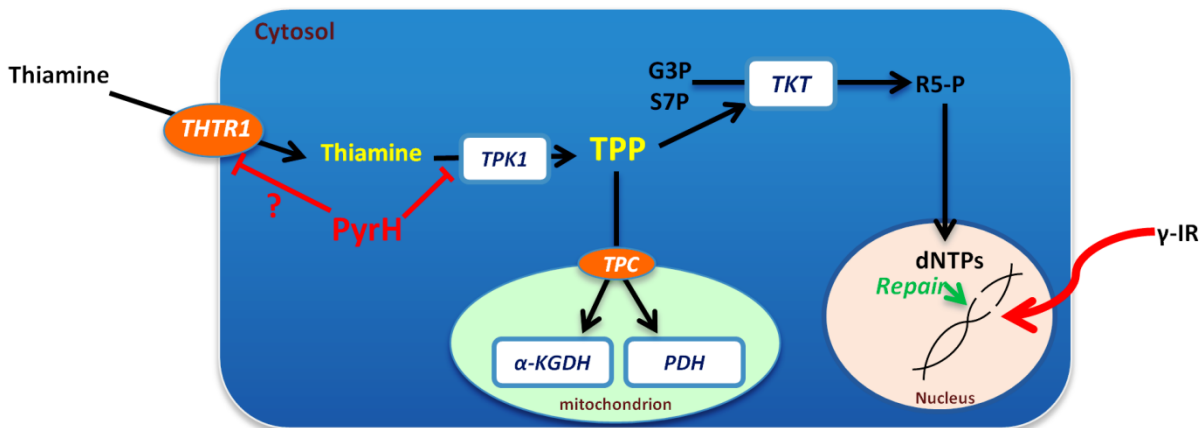 Cytosol
Thiamine
THTR1
Thiamine
TPK1
TPP
G3P
S7P
TKT
R5-P
?
PyrH
TPC
α-KGDH
PDH
mitochondrion
dNTPs
Repair
Nucleus
γ-IR